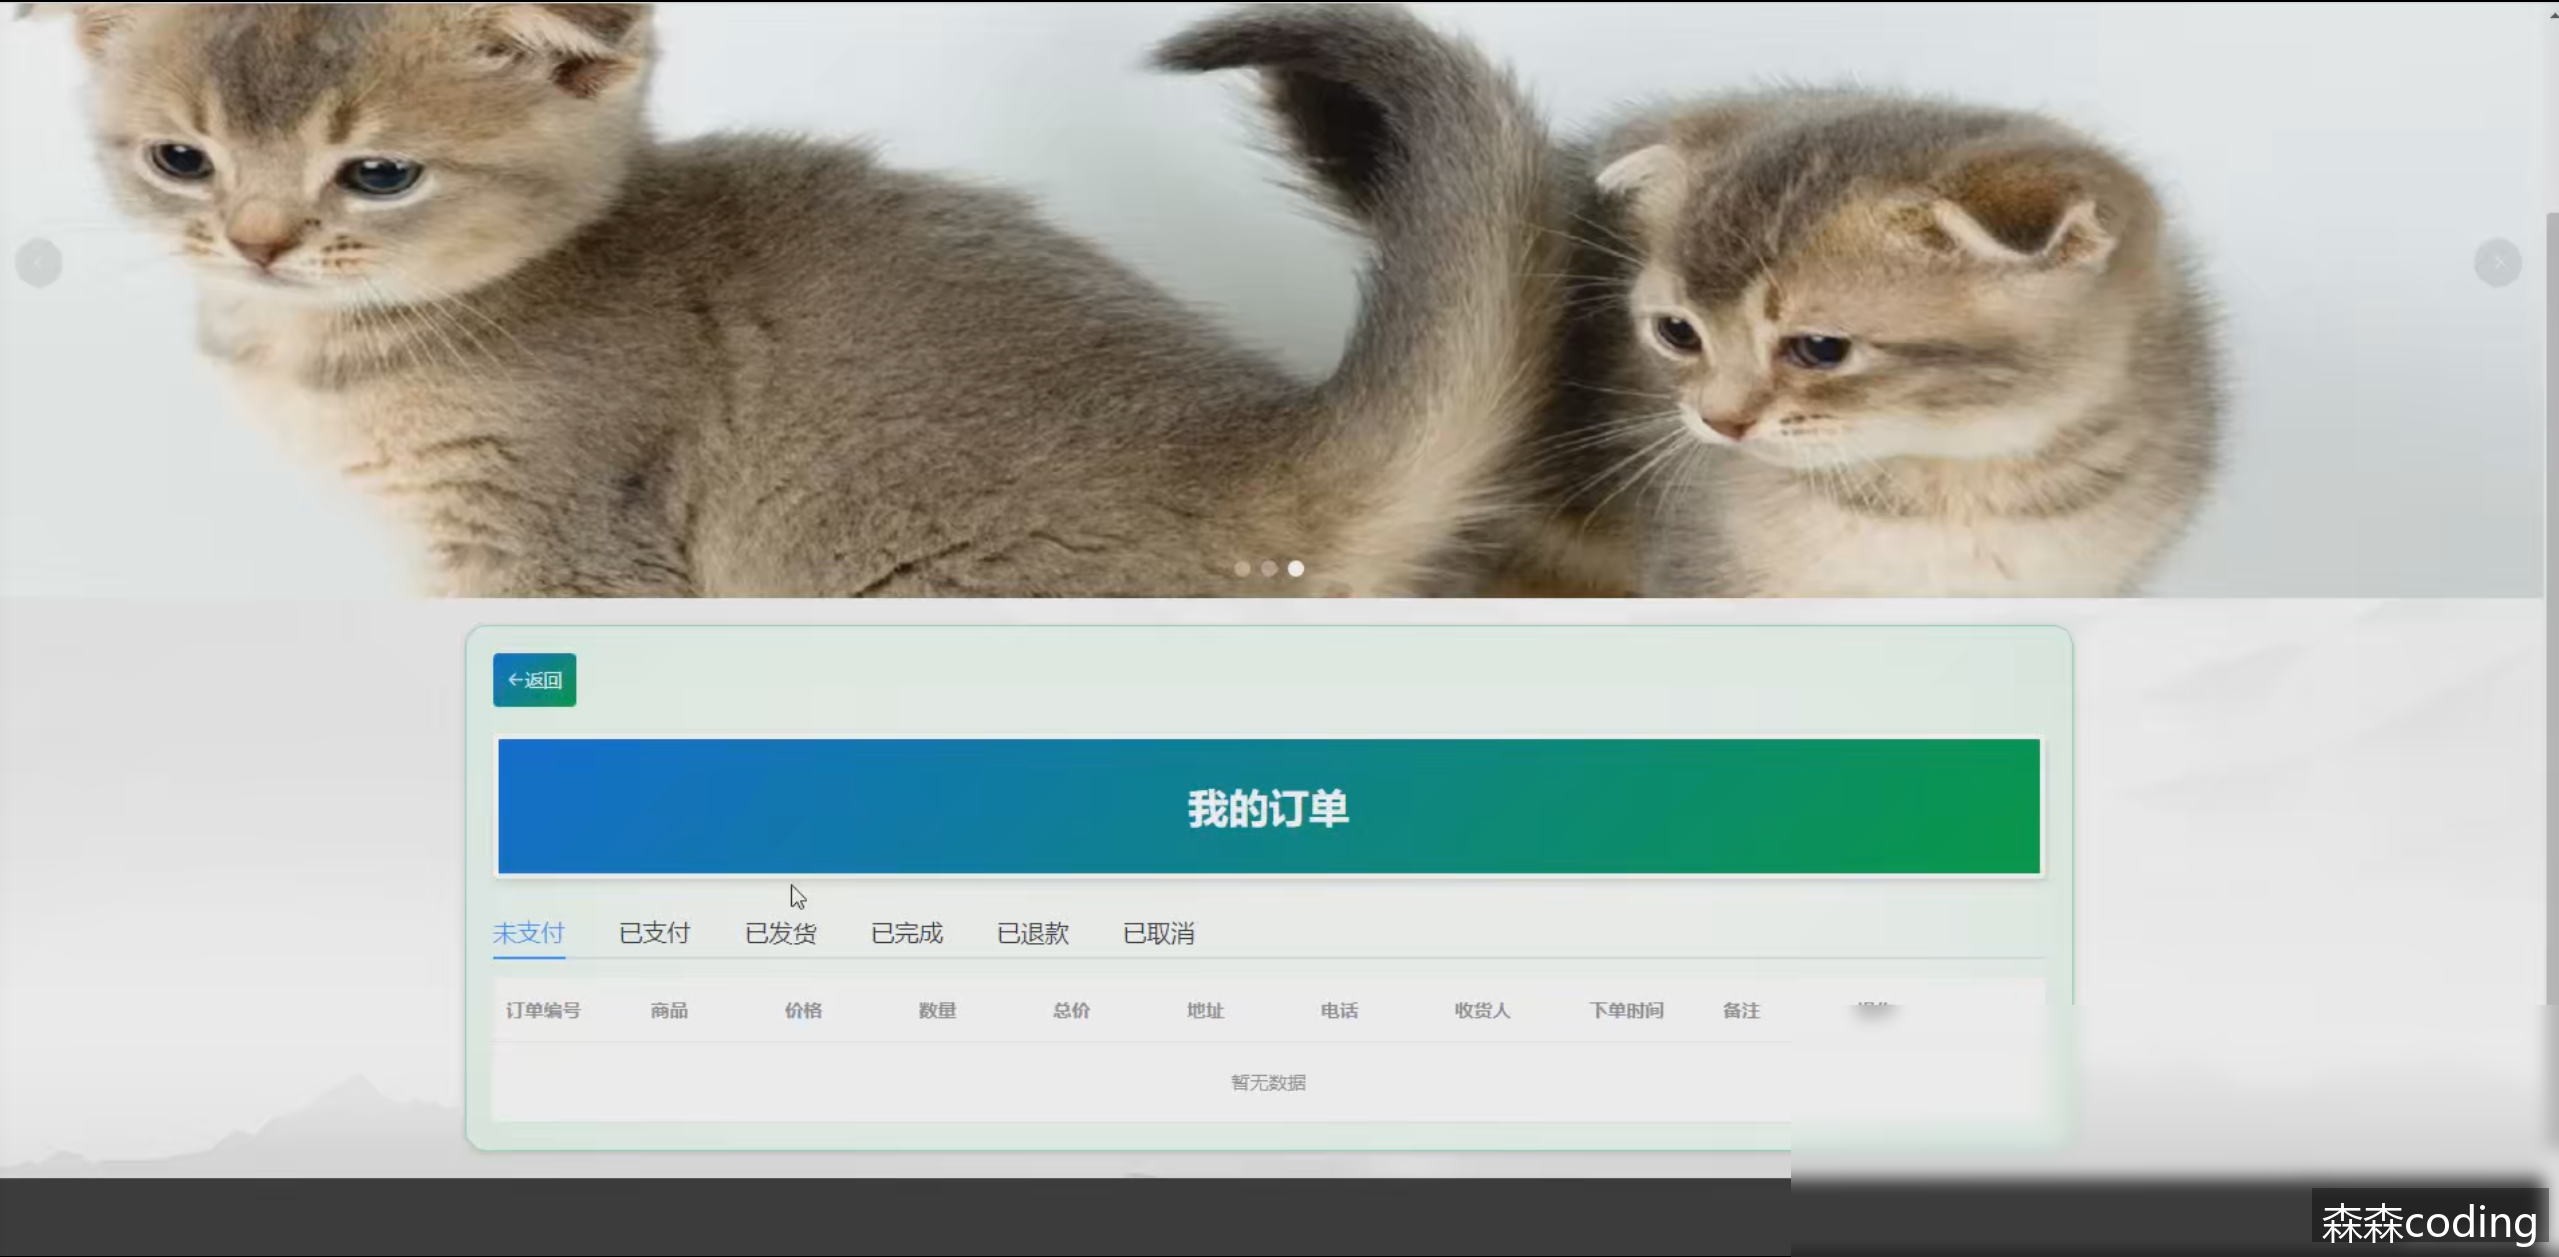 ←返回
我的订单
未支付 已支付 已发货 已完成 已退款 已取消
订单编号 商品 价格 数量 总价 地址 电话 收货人 下单时间 备注
暂无数据
森森coding